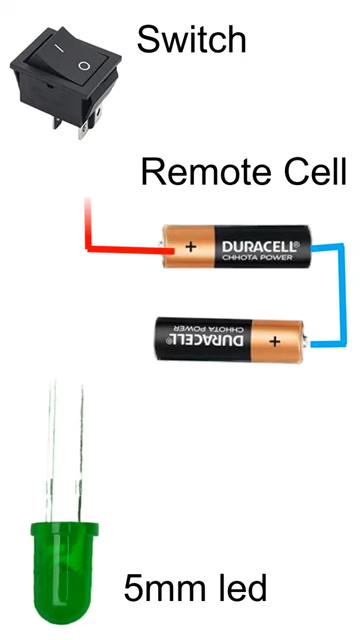 Switch
Remote Cell
+
DURACELL®
CHHOTA POWER
DURACELL®
CHHOTA POWER
+
5mm led